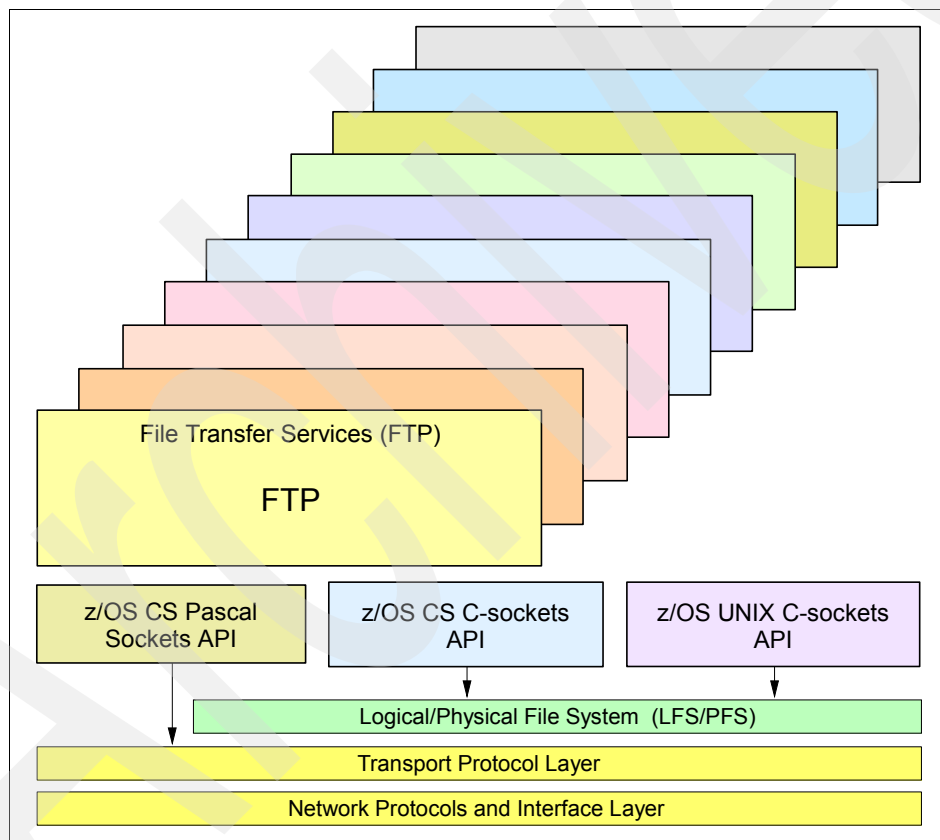 File Transfer Services (FTP)
FTP
z/OS CS Pascal
Sockets API
z/OS CS C-sockets
API
z/OS UNIX C-sockets
API
Logical/Physical File System (LFS/PFS)
Transport Protocol Layer
Network Protocols and Interface Layer